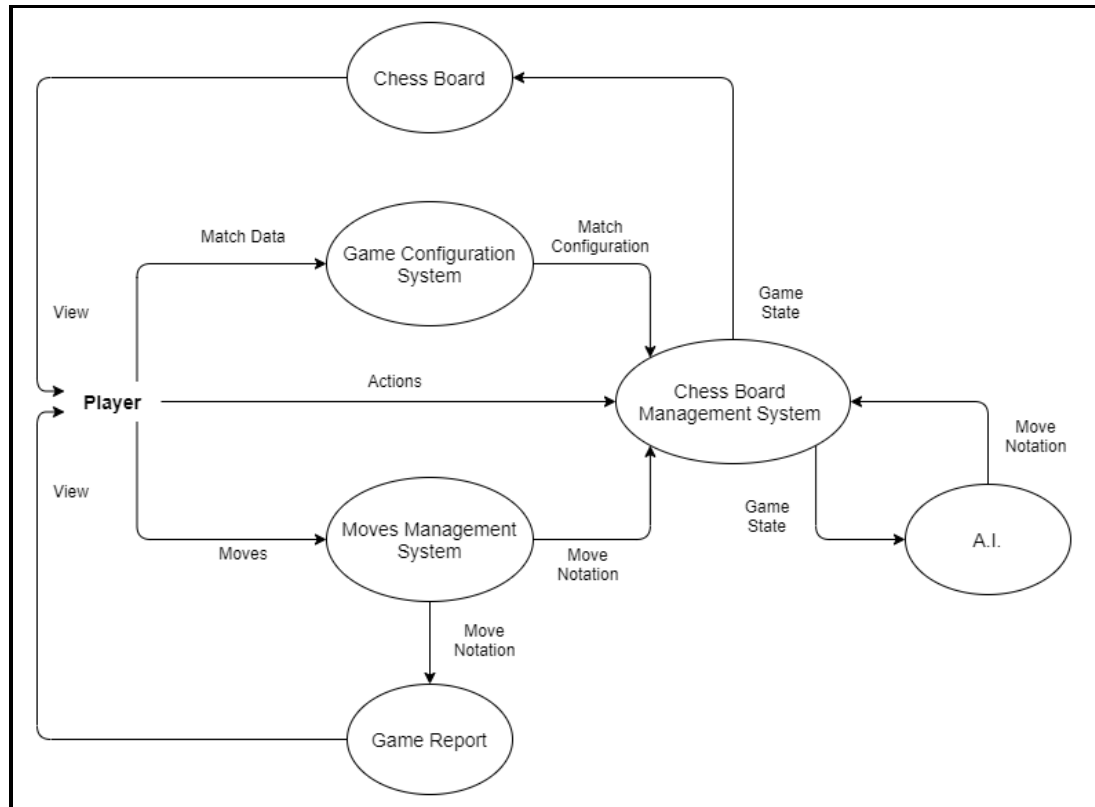 Chess Board
Match Data
Game Configuration
System
Match
Configuration
View
Game
State
Player
Actions
Chess Board
Management System
Move
Notation
View
Moves Management
System
Moves
Move
Notation
Game
State
A.I.
Move
Notation
Game Report